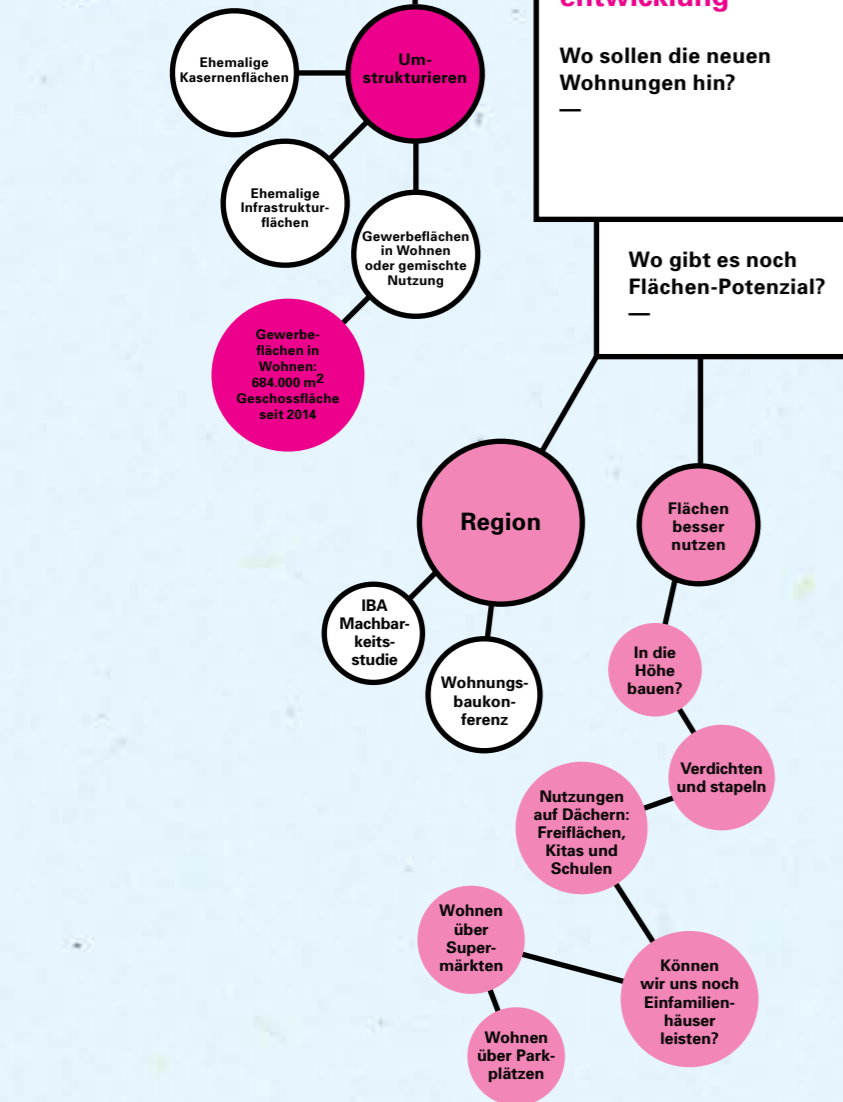 entwicklung
Wo sollen die neuen
Wohnungen hin?
—
Ehemalige
Kasernenflächen
Um-
strukturieren
Ehemalige
Infrastruktur-
flächen
Gewerbeflächen
in Wohnen
oder gemischte
Nutzung
Wo gibt es noch
Flächen-Potenzial?
—
Gewerbe-
flächen in
Wohnen:
684.000 m²
Geschossfläche
seit 2014
Region
Flächen
besser
nutzen
IBA
Machbar-
keits-
studie
Wohnungs-
baukon-
ferenz
In die
Höhe
bauen?
Verdichten
und stapeln
Nutzungen
auf Dächern:
Freiflächen,
Kitas und
Schulen
Wohnen
über
Super-
märkten
Können
wir uns noch
Einfamilien-
häuser
leisten?
Wohnen
über Park-
plätzen